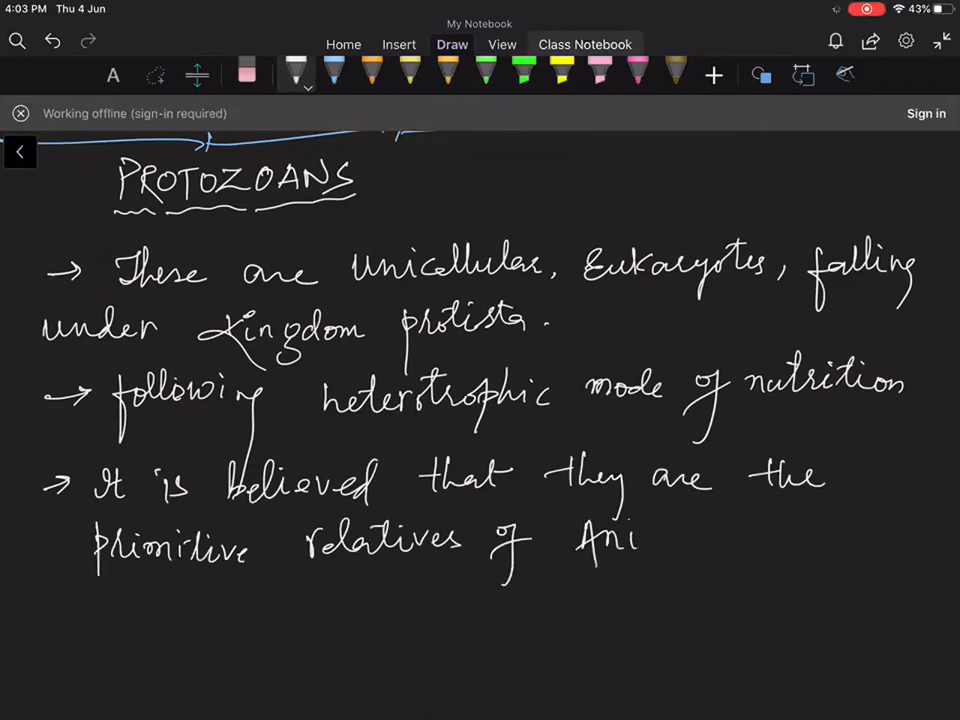 4:03 PM Thu 4 Jun 43%
My Notebook
Home Insert Draw View Class Notebook
A
Working offline (sign-in required) Sign in
PROTOZOANS
→ These are Unicellular, Eukaryotes, falling
under Kingdom protista.
→ following heterotrophic mode of nutrition
→ It is believed that they are the
primitive relatives of Ani